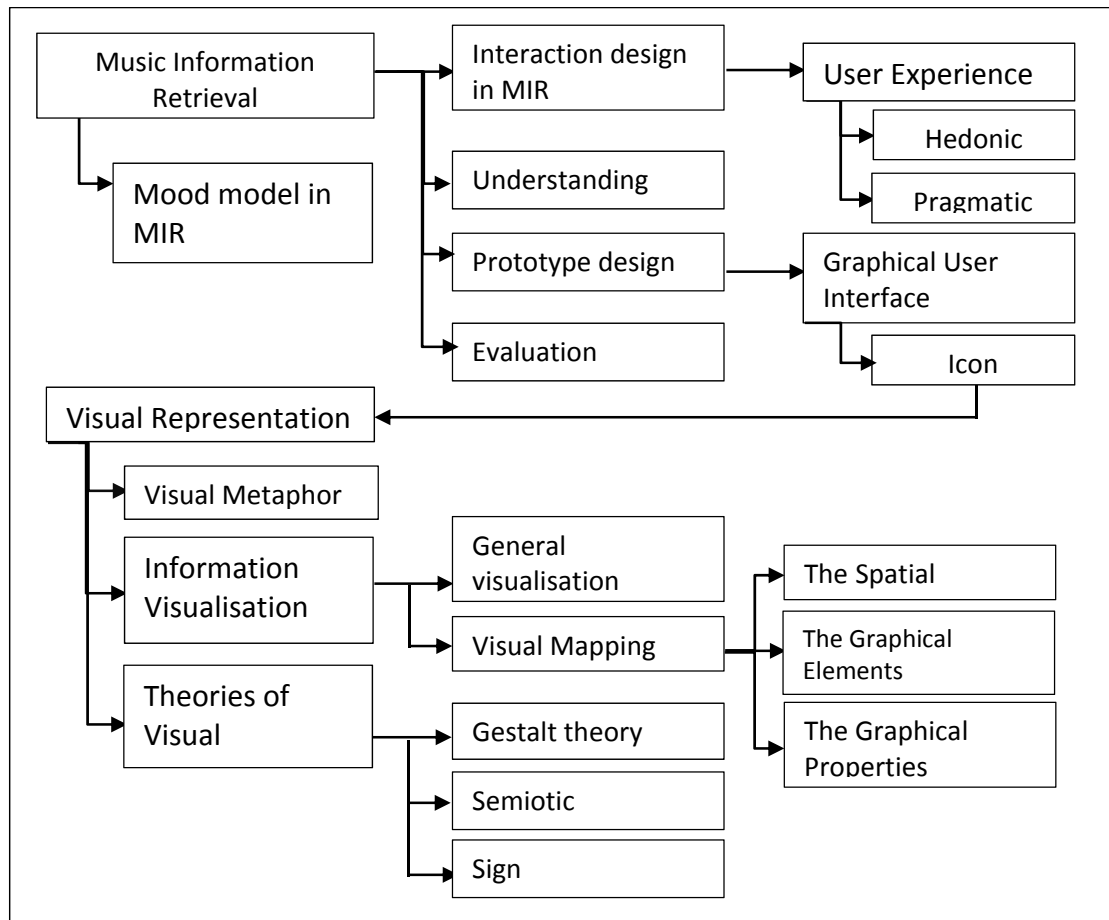 Music Information
Retrieval
Mood model in
MIR
Interaction design
in MIR
Understanding
Prototype design
Evaluation
User Experience
Hedonic
Pragmatic
Graphical User
Interface
Icon
Visual Representation
Visual Metaphor
Information
Visualisation
Theories of
Visual
General
visualisation
Visual Mapping
Gestalt theory
Semiotic
Sign
The Spatial
The Graphical
Elements
The Graphical
Properties